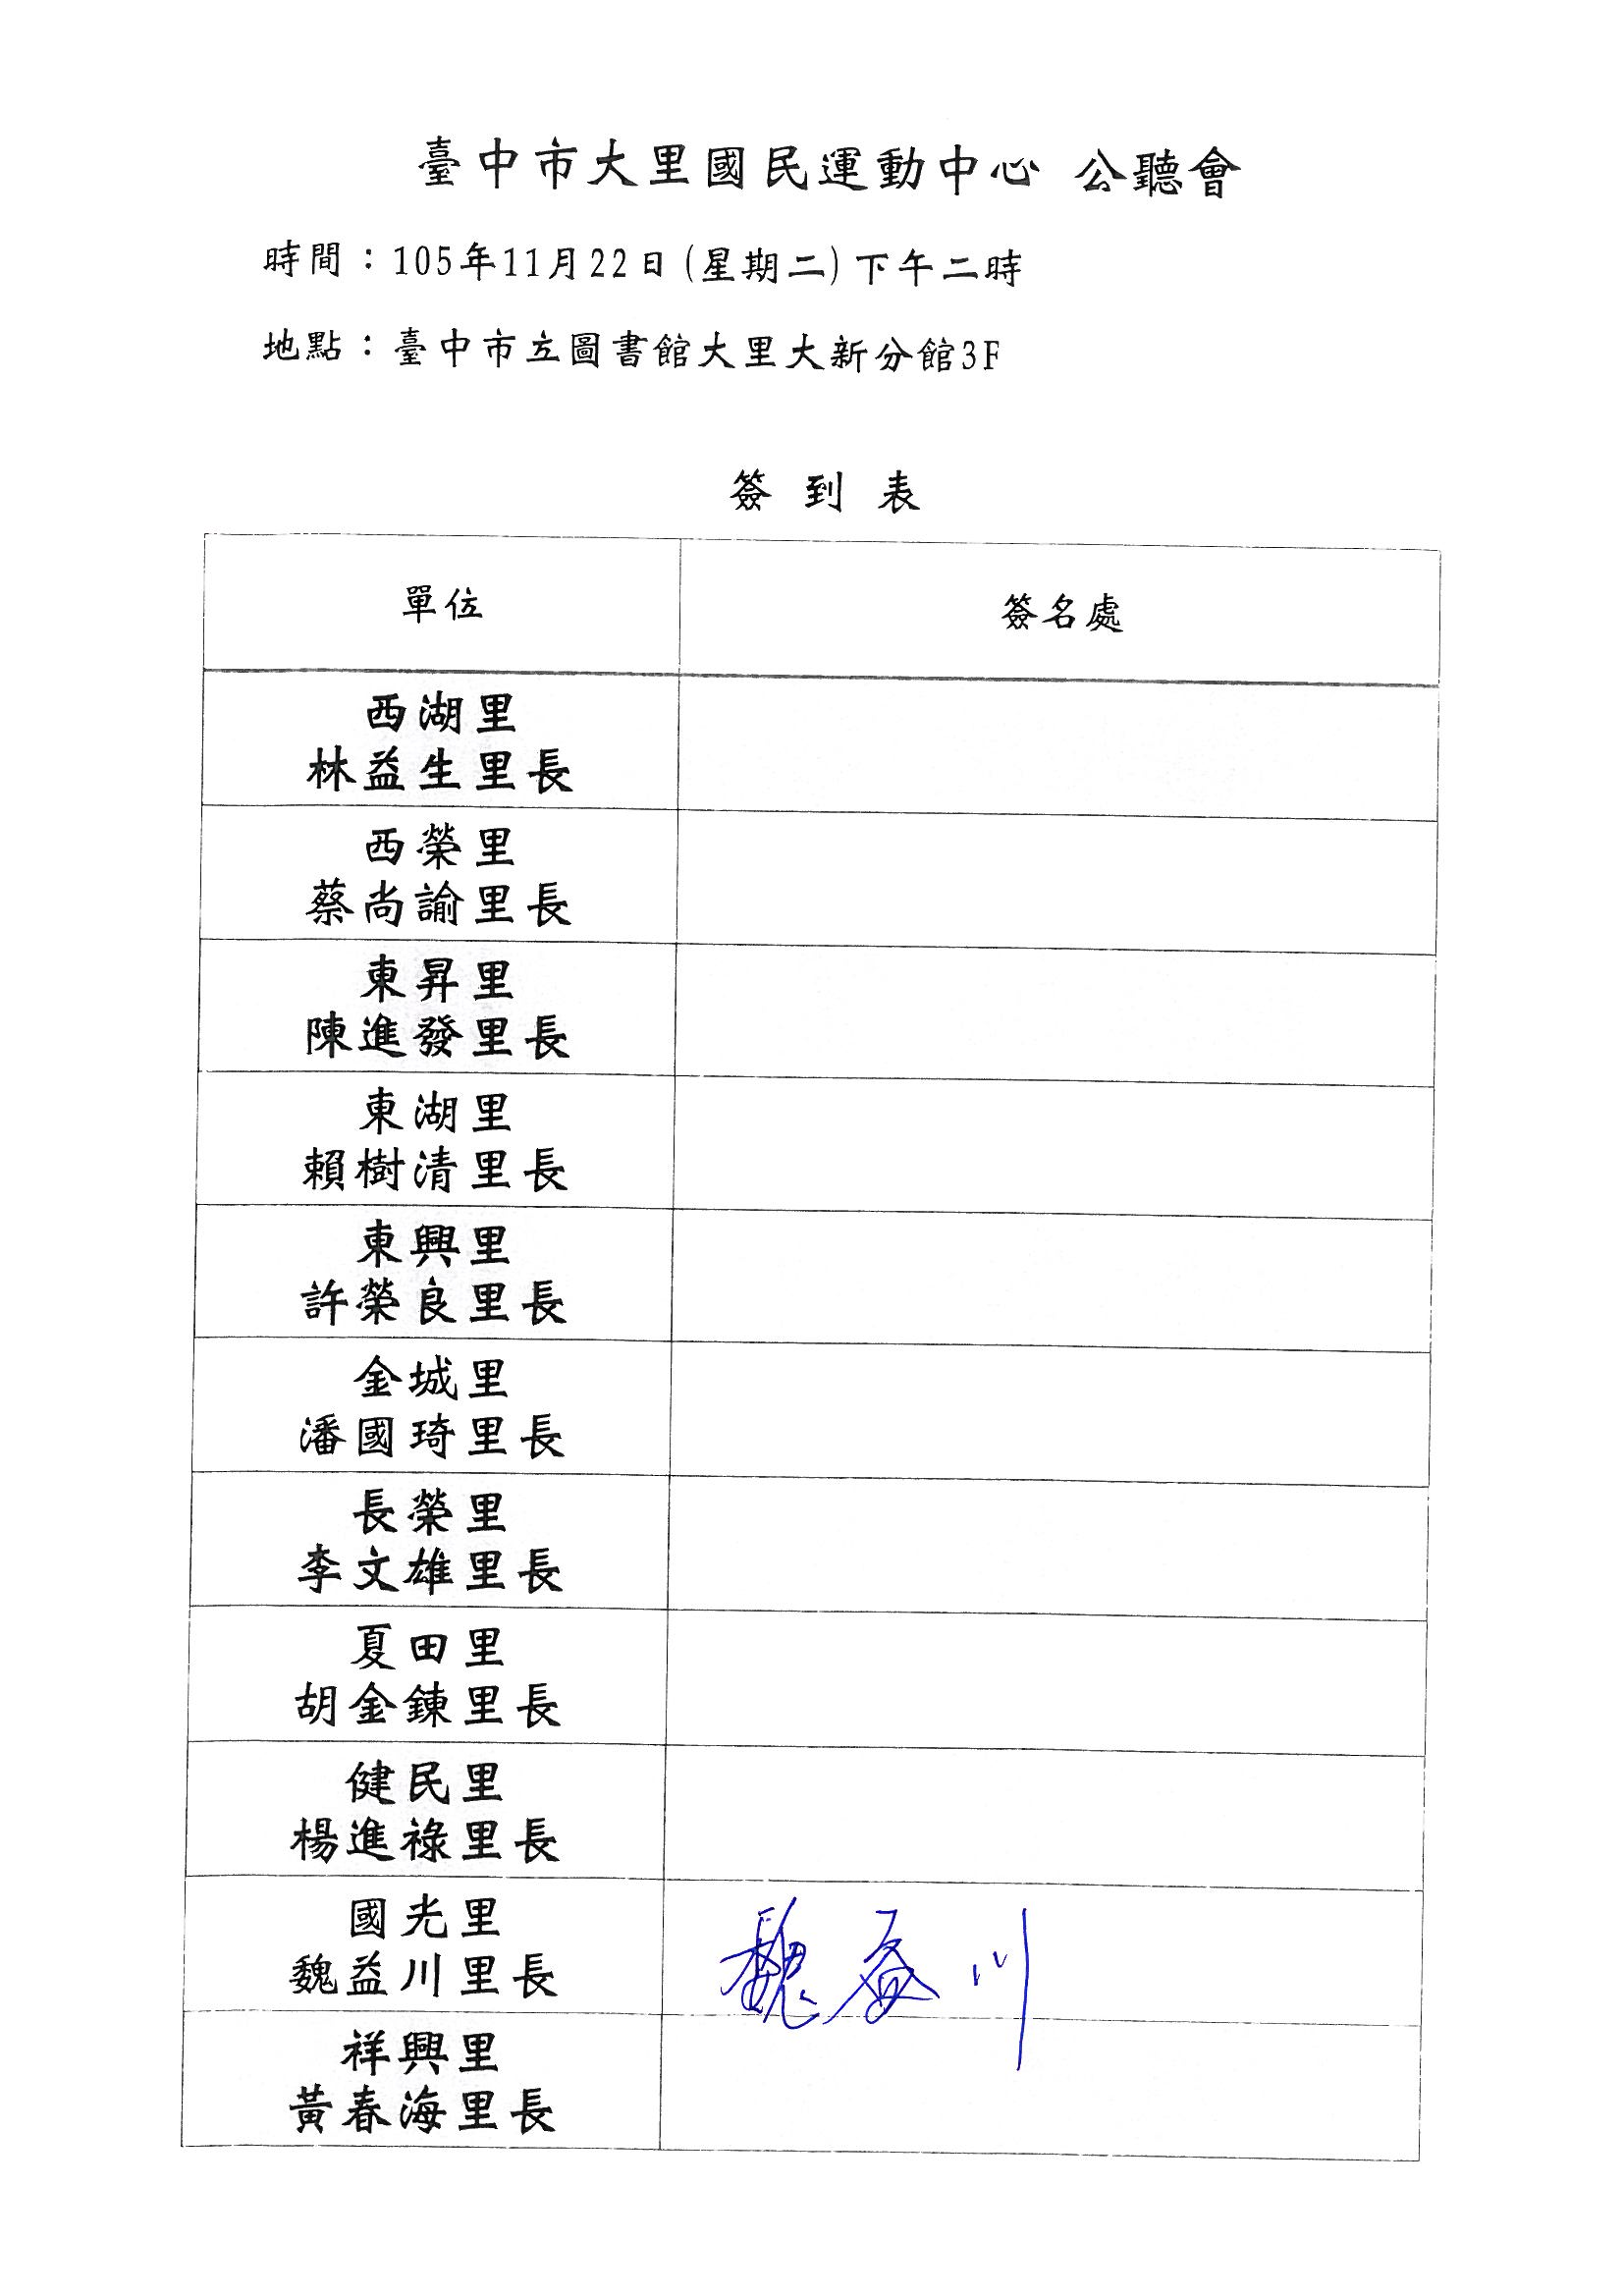 臺中市大里國民運動中心 公聽會
時間：105年11月22日(星期二)下午二時
地點：臺中市立圖書館大里大新分館3F
簽到表
單位 簽名處
西湖里
林益生里長
西榮里
蔡尚諭里長
東昇里
陳進發里長
東湖里
賴樹清里長
東興里
許榮良里長
金城里
潘國琦里長
長榮里
李文雄里長
夏田里
胡金鍊里長
健民里
楊進祿里長
國光里
魏益川里長 魏益川
祥興里
黃春海里長